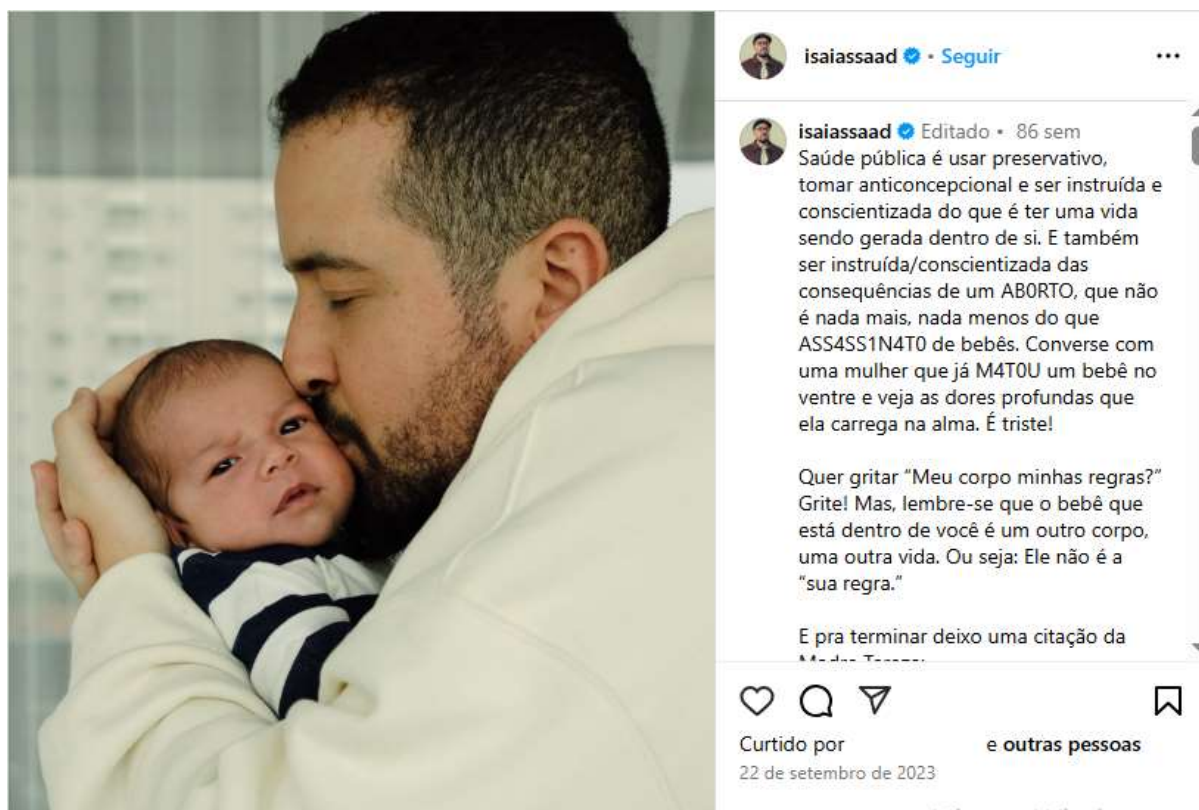 isaiassaad • Seguir
isaiassaad Editado • 86 sem
Saúde pública é usar preservativo,
tomar anticoncepcional e ser instruída e
conscientizada do que é ter uma vida
sendo gerada dentro de si. E também
ser instruída/conscientizada das
consequências de um AB0RTO, que não
é nada mais, nada menos do que
ASS4SS1N4T0 de bebês. Converse com
uma mulher que já M4T0U um bebê no
ventre e veja as dores profundas que
ela carrega na alma. É triste!
Quer gritar “Meu corpo minhas regras?”
Grite! Mas, lembre-se que o bebê que
está dentro de você é um outro corpo,
uma outra vida. Ou seja: Ele não é a
“sua regra.”
E pra terminar deixo uma citação da
Curtido por e outras pessoas
22 de setembro de 2023